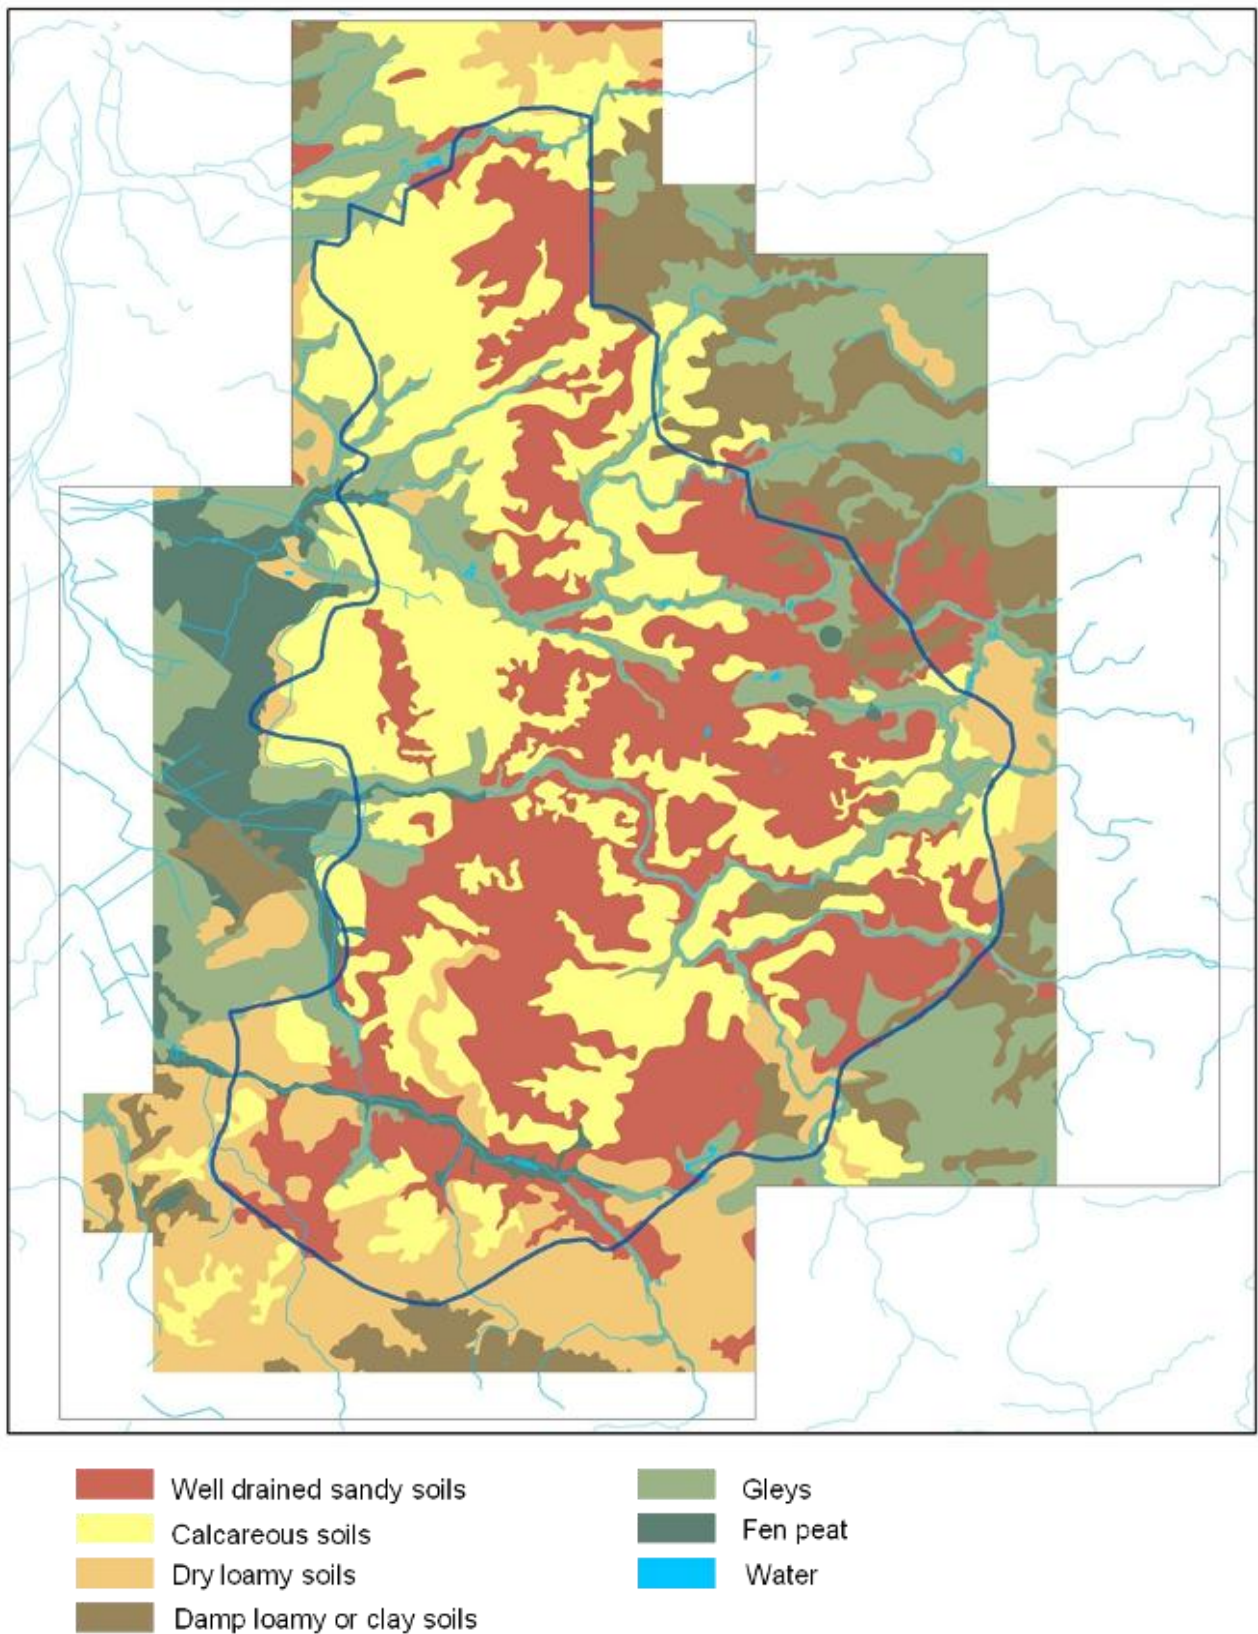 Well drained sandy soils
Calcareous soils
Dry loamy soils
Damp loamy or clay soils
Gleys
Fen peat
Water